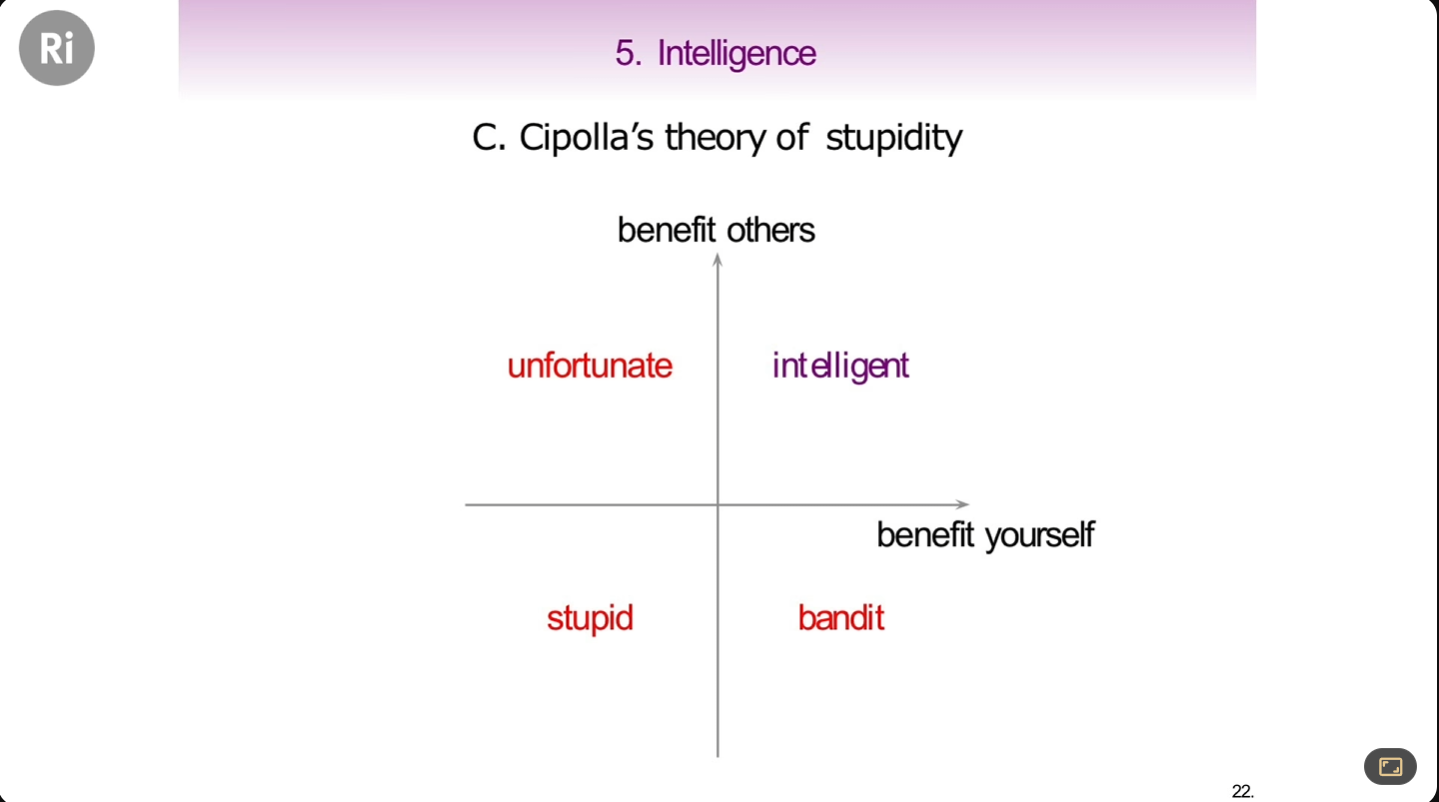 Ri
5. Intelligence
C. Cipolla’s theory of stupidity
benefit others
unfortunate
intelligent
benefit yourself
stupid
bandit
22.